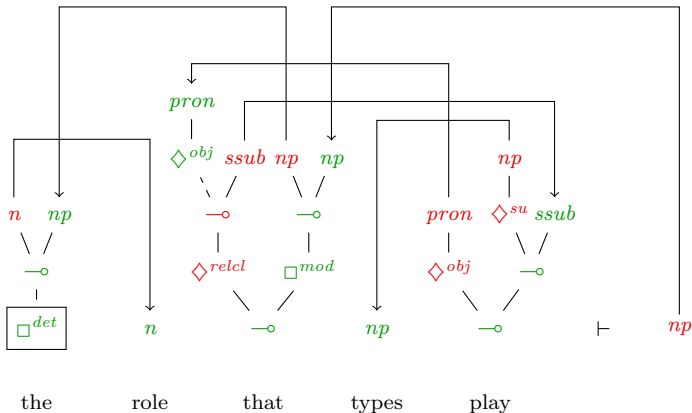 pron
◇obj ssub np np np
n np ⊸ ⊸ pron ◇su ssub
⊸ ◇relcl □mod ◇obj ⊸
□det n ⊸ np ⊸ ⊢ np
the role that types play